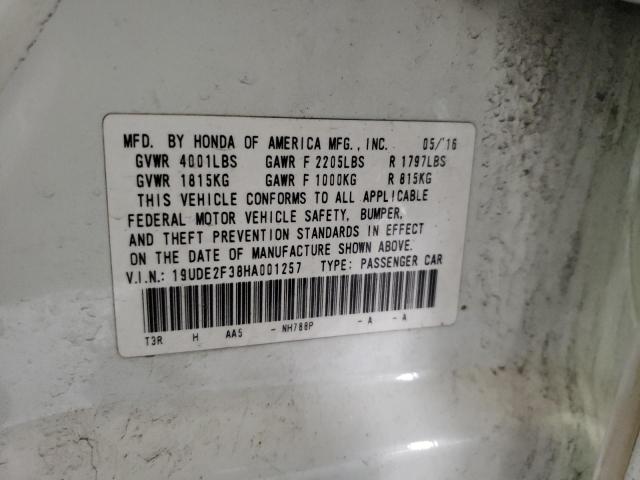 MFD. BY HONDA OF AMERICA MFG., INC. 05/'16
GVWR 4001LBS GAWR F 2205LBS R 1797LBS
GVWR 1815KG GAWR F 1000KG R 815KG
THIS VEHICLE CONFORMS TO ALL APPLICABLE
FEDERAL MOTOR VEHICLE SAFETY, BUMPER,
AND THEFT PREVENTION STANDARDS IN EFFECT
ON THE DATE OF MANUFACTURE SHOWN ABOVE.
V.I.N.: 19UDE2F38HA001257 TYPE: PASSENGER CAR
T3R H AA5 - NH788P - A - A